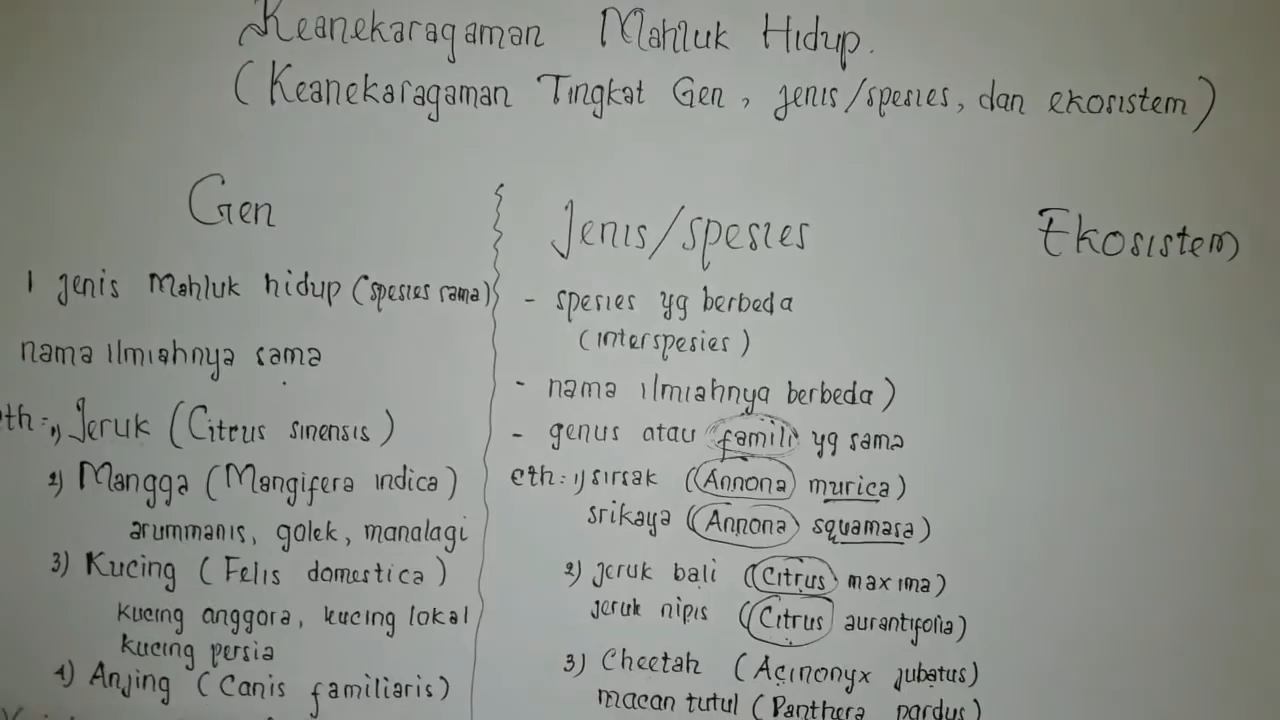 Keanekaragaman Mahluk Hidup.
(Keanekaragaman Tingkat Gen, jenis/spesies, dan ekosistem)
Gen
1 jenis Mahluk hidup (spesies sama)
nama ilmiahnya sama
cth: 1) Jeruk (Citrus sinensis)
2) Mangga (Mangifera indica)
arummanis, golek, manalagi
3) Kucing (Felis domestica)
kucing anggora, kucing lokal
kucing persia
4) Anjing (Canis familiaris)
Jenis/spesies
- spesies yg berbeda
(interspesies)
- nama ilmiahnya berbeda)
- genus atau famili yg sama
cth: 1) sirsak (Annona murica)
srikaya (Annona squamasa)
2) jeruk bali (Citrus maxima)
jeruk nipis (Citrus aurantifolia)
3) Cheetah (Acinonyx jubatus)
macan tutul (Panthera pardus)
Ekosistem